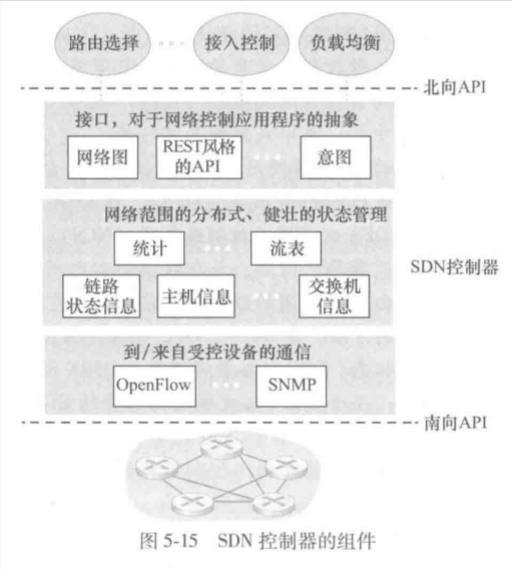 路由选择 接入控制 负载均衡
北向API
接口，对于网络控制应用程序的抽象
网络图 REST风格的API 意图
网络范围的分布式、健壮的状态管理
统计 流表
SDN控制器
链路状态信息 主机信息 交换机信息
到/来自受控设备的通信
OpenFlow SNMP
南向API
图 5-15 SDN 控制器的组件